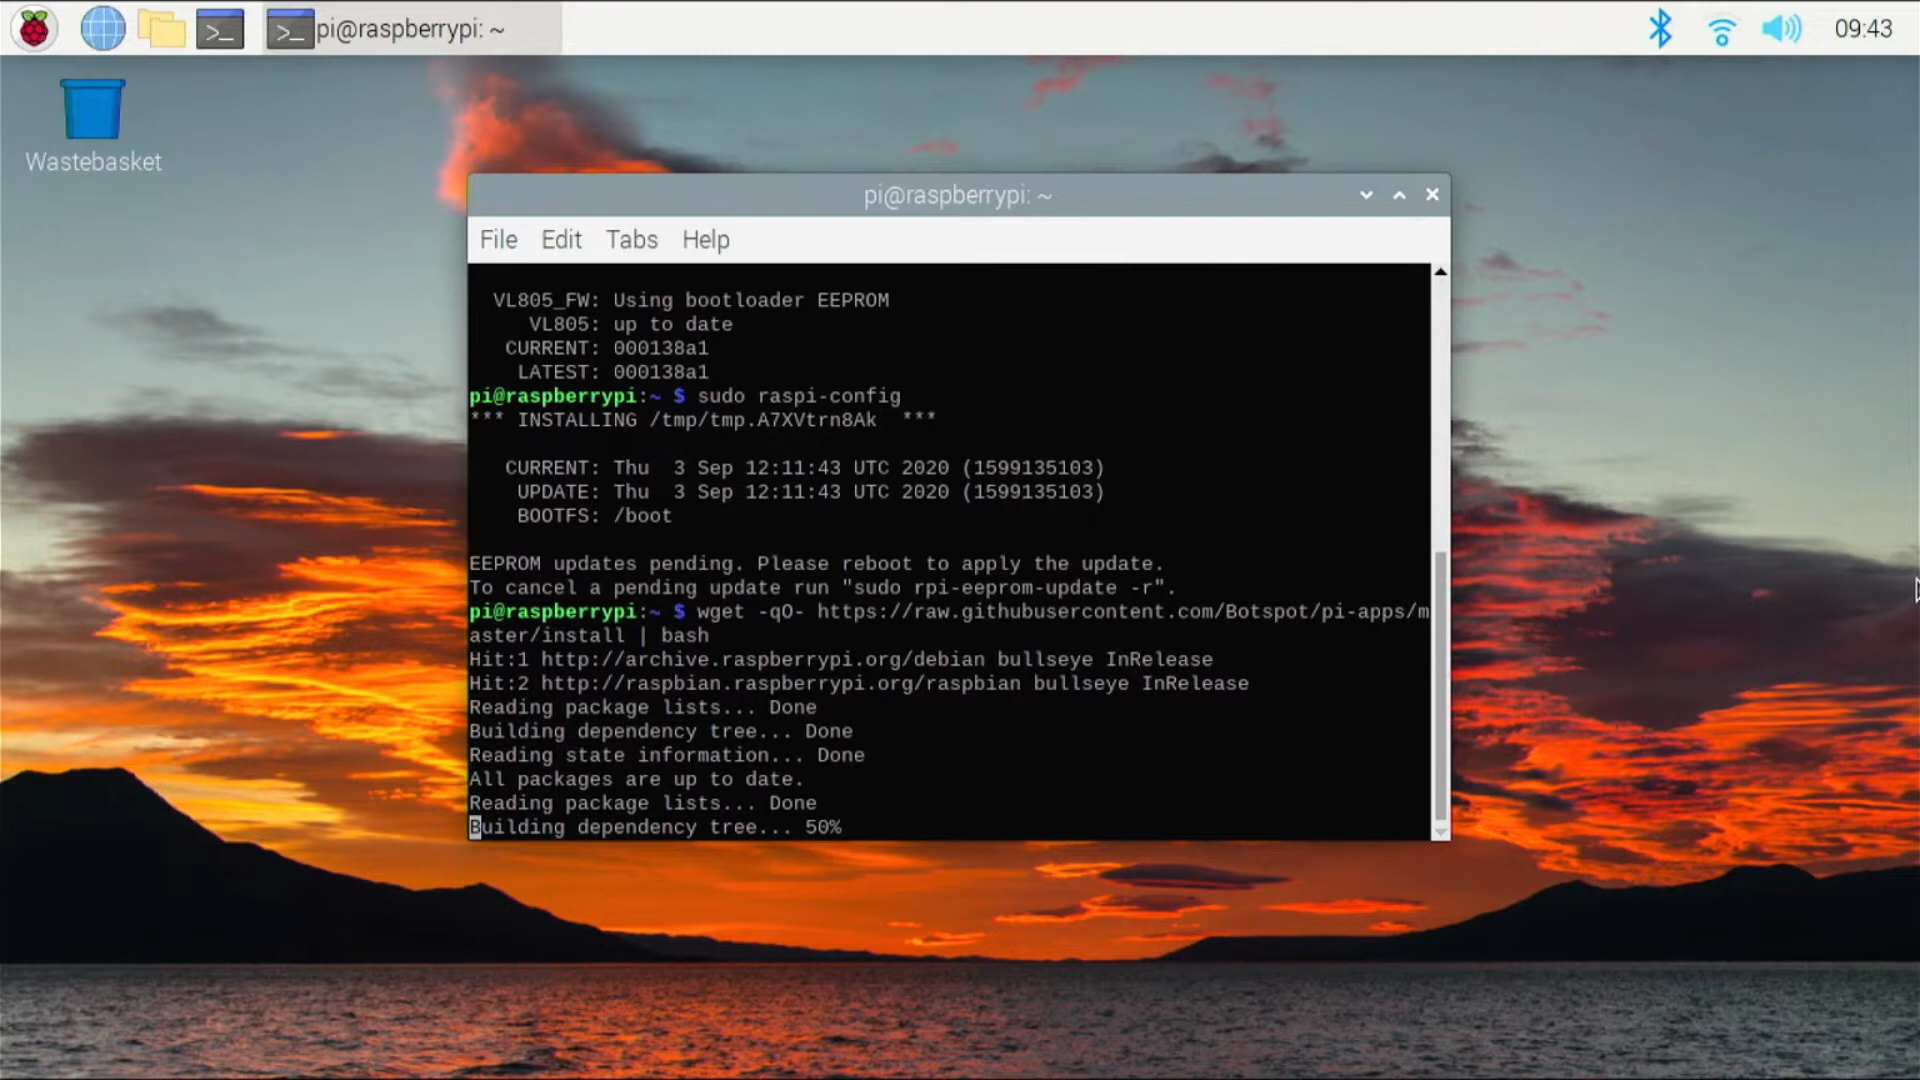 pi@raspberrypi: ~
09:43
Wastebasket
pi@raspberrypi: ~
File Edit Tabs Help
VL805_FW: Using bootloader EEPROM
VL805: up to date
CURRENT: 000138a1
LATEST: 000138a1
pi@raspberrypi:~ $ sudo raspi-config
*** INSTALLING /tmp/tmp.A7XVtrn8Ak ***
CURRENT: Thu 3 Sep 12:11:43 UTC 2020 (1599135103)
UPDATE: Thu 3 Sep 12:11:43 UTC 2020 (1599135103)
BOOTFS: /boot
EEPROM updates pending. Please reboot to apply the update.
To cancel a pending update run "sudo rpi-eeprom-update -r".
pi@raspberrypi:~ $ wget -qO- https://raw.githubusercontent.com/Botspot/pi-apps/m
aster/install | bash
Hit:1 http://archive.raspberrypi.org/debian bullseye InRelease
Hit:2 http://raspbian.raspberrypi.org/raspbian bullseye InRelease
Reading package lists... Done
Building dependency tree... Done
Reading state information... Done
All packages are up to date.
Reading package lists... Done
Building dependency tree... 50%